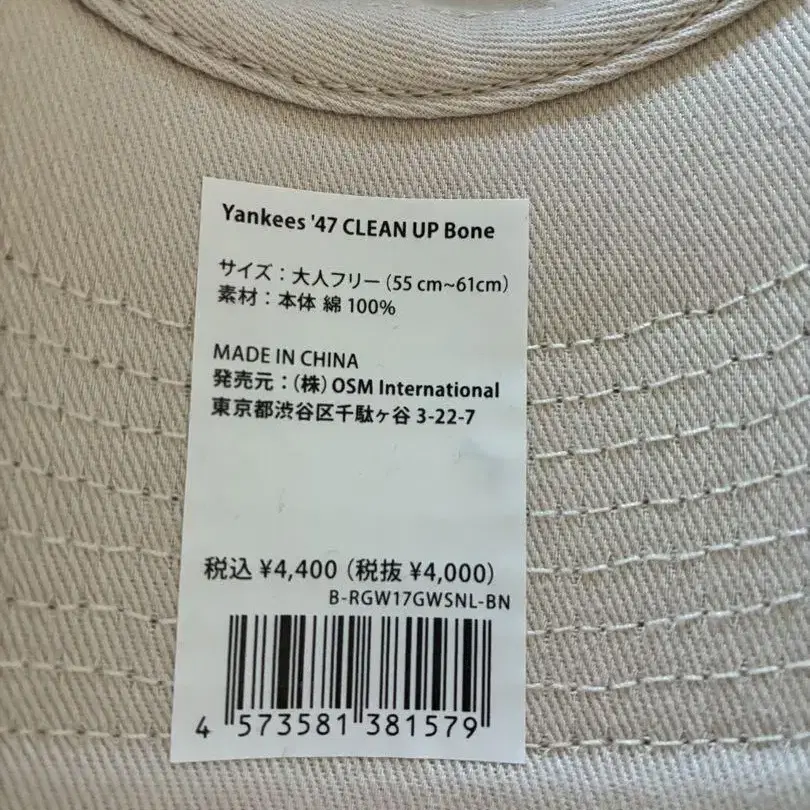 Yankees '47 CLEAN UP Bone
サイズ：大人フリー（55 cm~61cm）
素材：本体 綿 100%
MADE IN CHINA
発売元：（株）OSM International
東京都渋谷区千駄ヶ谷 3-22-7
税込 ¥4,400（税抜 ¥4,000）
B-RGW17GWSNL-BN
4 573581 381579